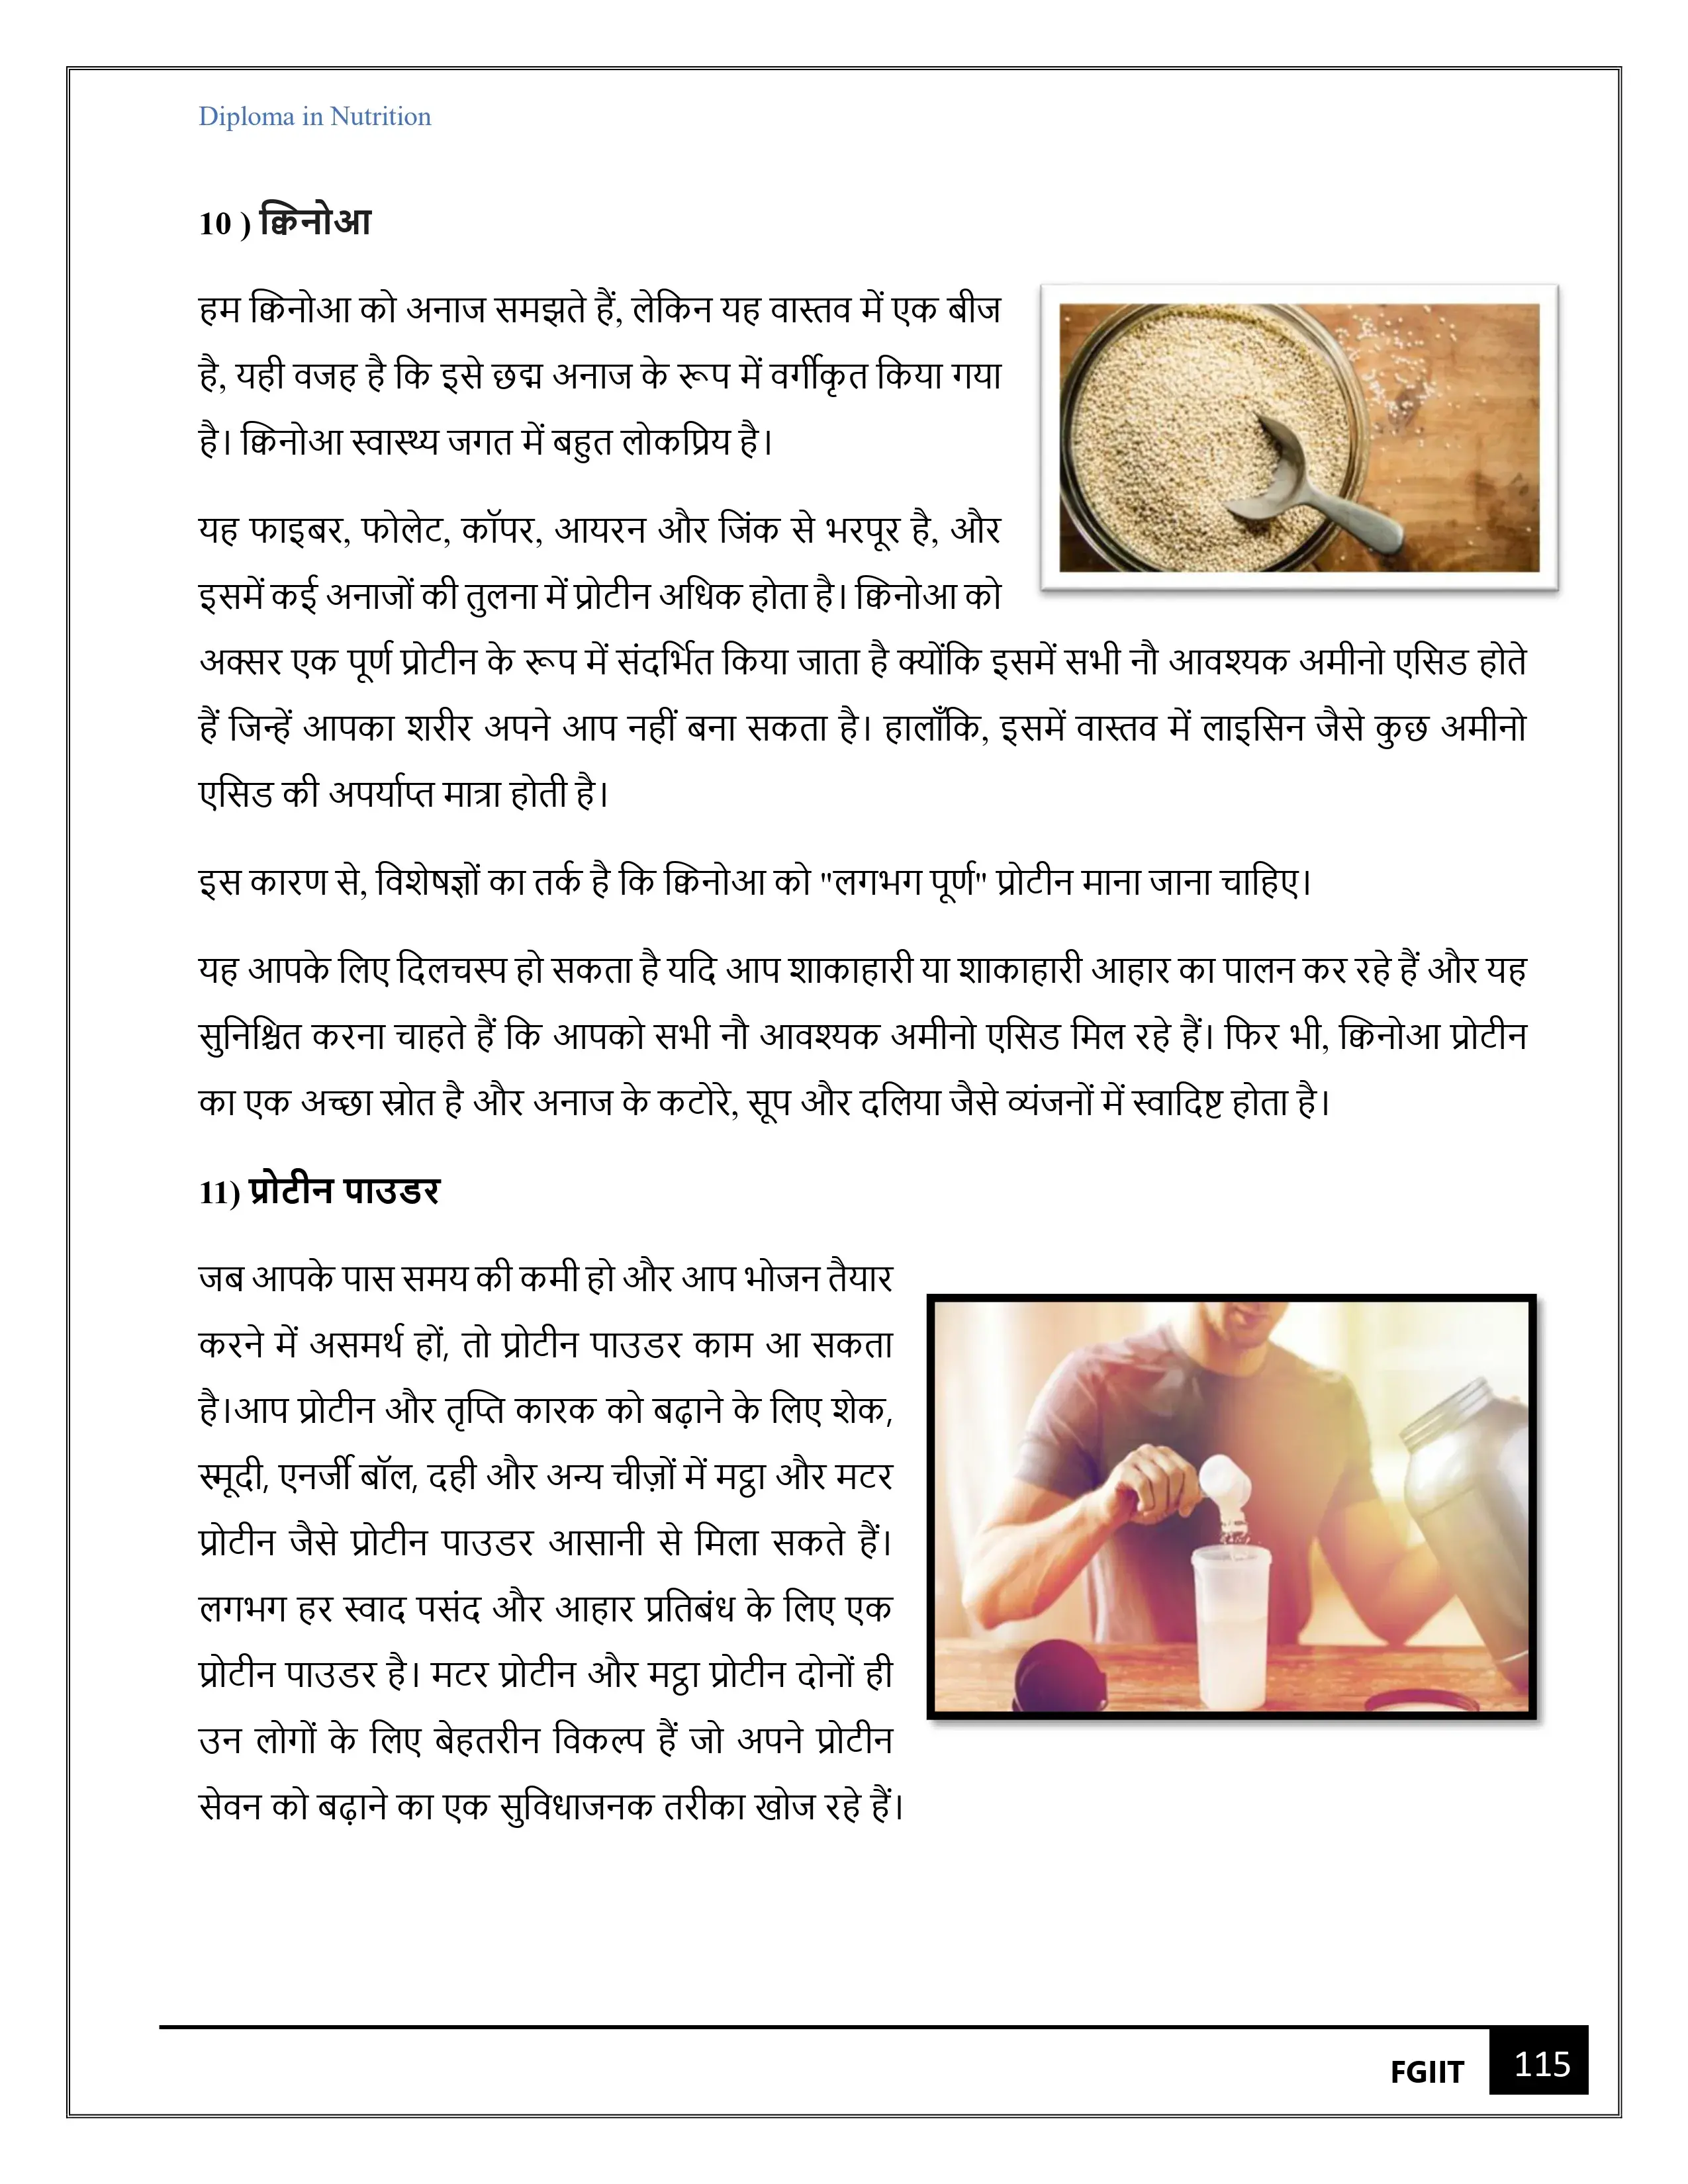 Diploma in Nutrition
10 ) क्विनोआ
हम क्विनोआ को अनाज समझते हैं, लेकिन यह वास्तव में एक बीज
है, यही वजह है कि इसे छद्म अनाज के रूप में वर्गीकृत किया गया
है। क्विनोआ स्वास्थ्य जगत में बहुत लोकप्रिय है।
यह फाइबर, फोलेट, कॉपर, आयरन और जिंक से भरपूर है, और
इसमें कई अनाजों की तुलना में प्रोटीन अधिक होता है। क्विनोआ को
अक्सर एक पूर्ण प्रोटीन के रूप में संदर्भित किया जाता है क्योंकि इसमें सभी नौ आवश्यक अमीनो एसिड होते
हैं जिन्हें आपका शरीर अपने आप नहीं बना सकता है। हालाँकि, इसमें वास्तव में लाइसिन जैसे कुछ अमीनो
एसिड की अपर्याप्त मात्रा होती है।
इस कारण से, विशेषज्ञों का तर्क है कि क्विनोआ को "लगभग पूर्ण" प्रोटीन माना जाना चाहिए।
यह आपके लिए दिलचस्प हो सकता है यदि आप शाकाहारी या शाकाहारी आहार का पालन कर रहे हैं और यह
सुनिश्चित करना चाहते हैं कि आपको सभी नौ आवश्यक अमीनो एसिड मिल रहे हैं। फिर भी, क्विनोआ प्रोटीन
का एक अच्छा स्रोत है और अनाज के कटोरे, सूप और दलिया जैसे व्यंजनों में स्वादिष्ट होता है।
11) प्रोटीन पाउडर
जब आपके पास समय की कमी हो और आप भोजन तैयार
करने में असमर्थ हों, तो प्रोटीन पाउडर काम आ सकता
है।आप प्रोटीन और तृप्ति कारक को बढ़ाने के लिए शेक,
स्मूदी, एनर्जी बॉल, दही और अन्य चीज़ों में मट्ठा और मटर
प्रोटीन जैसे प्रोटीन पाउडर आसानी से मिला सकते हैं।
लगभग हर स्वाद पसंद और आहार प्रतिबंध के लिए एक
प्रोटीन पाउडर है। मटर प्रोटीन और मट्ठा प्रोटीन दोनों ही
उन लोगों के लिए बेहतरीन विकल्प हैं जो अपने प्रोटीन
सेवन को बढ़ाने का एक सुविधाजनक तरीका खोज रहे हैं।
FGIIT 115